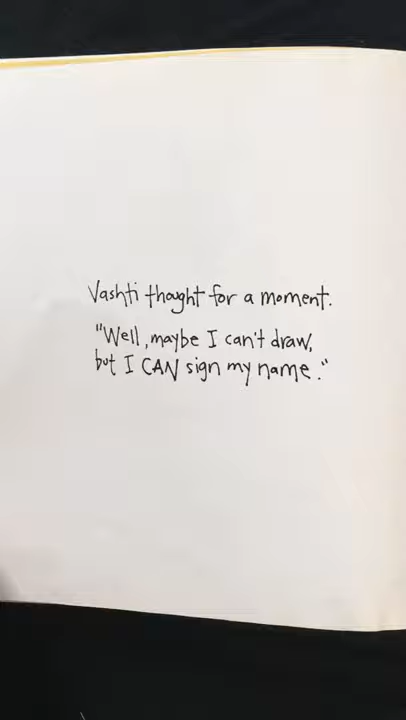 Vashti thought for a moment.
"Well, maybe I can't draw,
but I CAN sign my name."